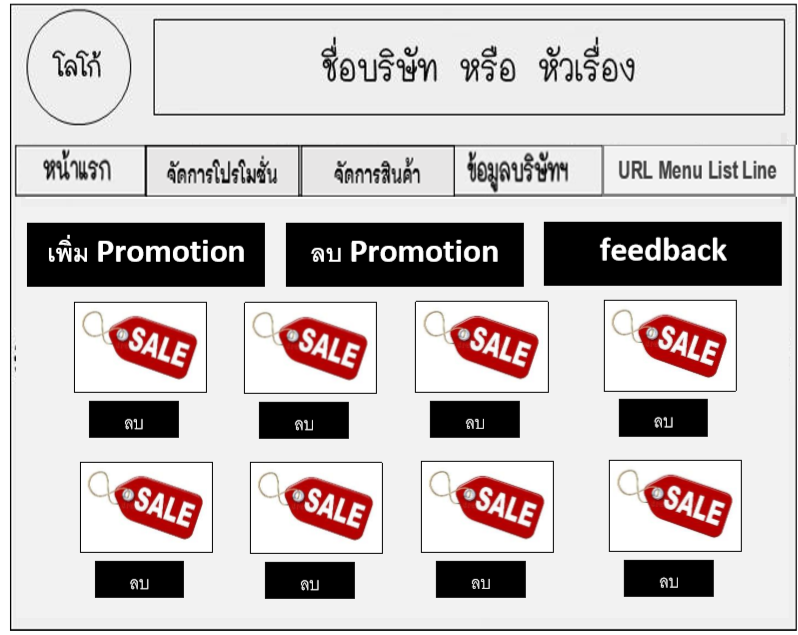 โลโก้
ชื่อบริษัท หรือ หัวเรื่อง
หน้าแรก จัดการโปรโมชั่น จัดการสินค้า ข้อมูลบริษัทฯ URL Menu List Line
เพิ่ม Promotion ลบ Promotion feedback
SALE SALE SALE SALE
ลบ ลบ ลบ ลบ
SALE SALE SALE SALE
ลบ ลบ ลบ ลบ